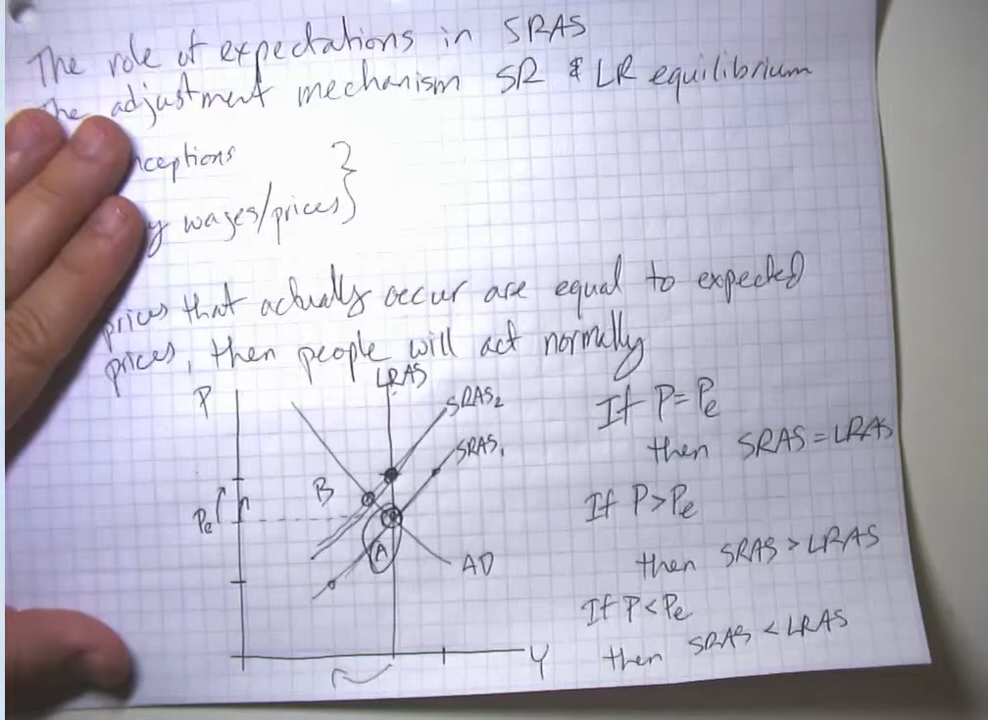 The role of expectations in SRAS
The adjustment mechanism SR & LR equilibrium
nceptions
y wages/prices }
prices that actually occur are equal to expected
prices, then people will act normally
P
LRAS
SRAS₂
SRAS₁
B
Pe
A
AD
Y
If P=Pe
then SRAS=LRAS
If P>Pe
then SRAS>LRAS
If P<Pe
then SRAS<LRAS